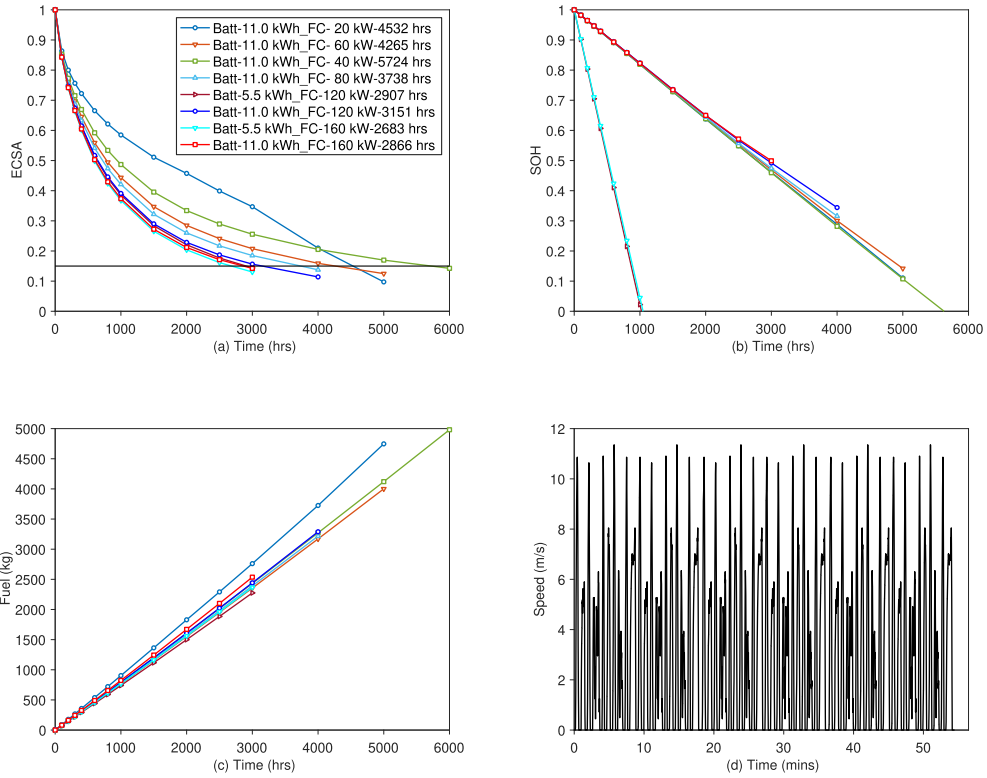 1
0.9
0.8
0.7
0.6
0.5
0.4
0.3
0.2
0.1
0
ECSA
Batt-11.0 kWh_FC- 20 kW-4532 hrs
Batt-11.0 kWh_FC- 60 kW-4265 hrs
Batt-11.0 kWh_FC- 40 kW-5724 hrs
Batt-11.0 kWh_FC- 80 kW-3738 hrs
Batt-5.5 kWh_FC-120 kW-2907 hrs
Batt-11.0 kWh_FC-120 kW-3151 hrs
Batt-5.5 kWh_FC-160 kW-2683 hrs
Batt-11.0 kWh_FC-160 kW-2866 hrs
0 1000 2000 3000 4000 5000 6000
(a) Time (hrs)
1
0.9
0.8
0.7
0.6
0.5
0.4
0.3
0.2
0.1
0
SOH
0 1000 2000 3000 4000 5000 6000
(b) Time (hrs)
5000
4500
4000
3500
3000
2500
2000
1500
1000
500
0
Fuel (kg)
0 1000 2000 3000 4000 5000 6000
(c) Time (hrs)
12
10
8
6
4
2
0
Speed (m/s)
0 10 20 30 40 50
(d) Time (mins)